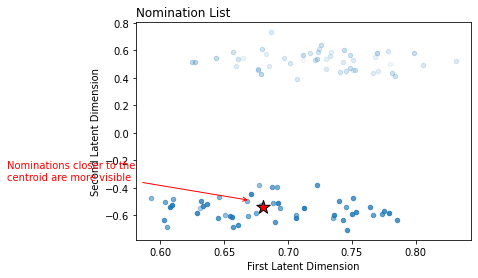 Nomination List
0.8
0.6
0.4
0.2
0.0
−0.2
−0.4
−0.6
Second Latent Dimension
Nominations closer to the
centroid are more visible
0.60
0.65
0.70
0.75
0.80
First Latent Dimension